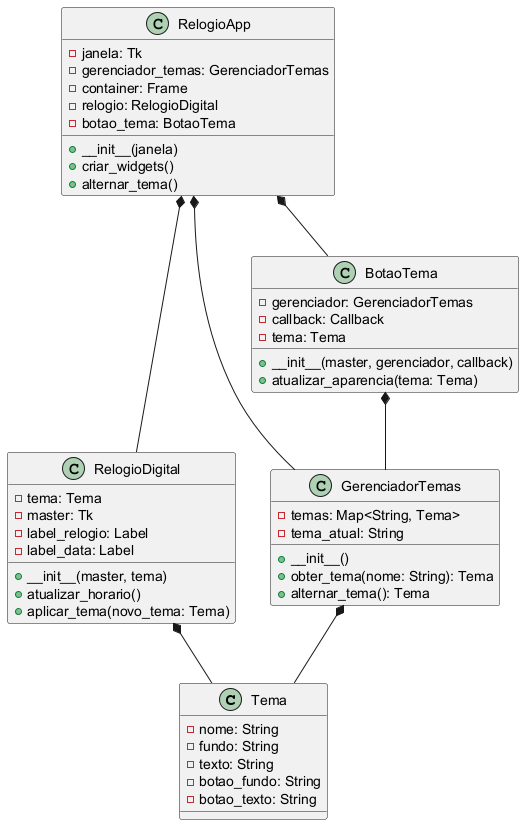 C RelogioApp
janela: Tk
gerenciador_temas: GerenciadorTemas
container: Frame
relogio: RelogioDigital
botao_tema: BotaoTema
__init__(janela)
criar_widgets()
alternar_tema()
C BotaoTema
gerenciador: GerenciadorTemas
callback: Callback
tema: Tema
__init__(master, gerenciador, callback)
atualizar_aparencia(tema: Tema)
C RelogioDigital
tema: Tema
master: Tk
label_relogio: Label
label_data: Label
__init__(master, tema)
atualizar_horario()
aplicar_tema(novo_tema: Tema)
C GerenciadorTemas
temas: Map<String, Tema>
tema_atual: String
__init__()
obter_tema(nome: String): Tema
alternar_tema(): Tema
C Tema
nome: String
fundo: String
texto: String
botao_fundo: String
botao_texto: String